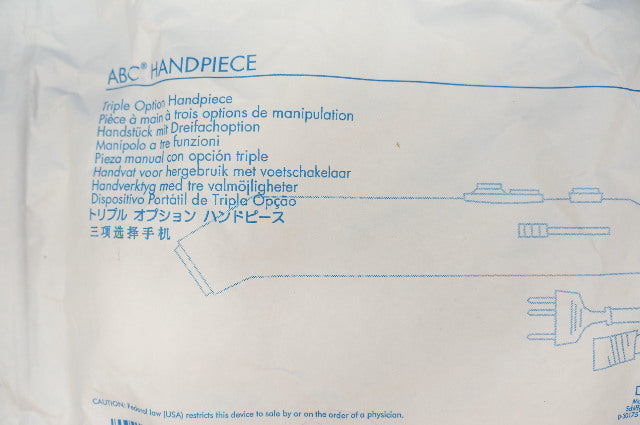 ABC® HANDPIECE
Triple Option Handpiece
Pièce à main à trois options de manipulation
Handstück mit Dreifachoption
Manipolo a tre funzioni
Pieza manual con opción triple
Handvat voor hergebruik met voetschakelaar
Handverktyg med tre valmöjligheter
Dispositivo Portátil de Triple Opção
トリプル オプション ハンドピース
三项选择手机
CAUTION: Federal law (USA) restricts this device to sale by or on the order of a physician.